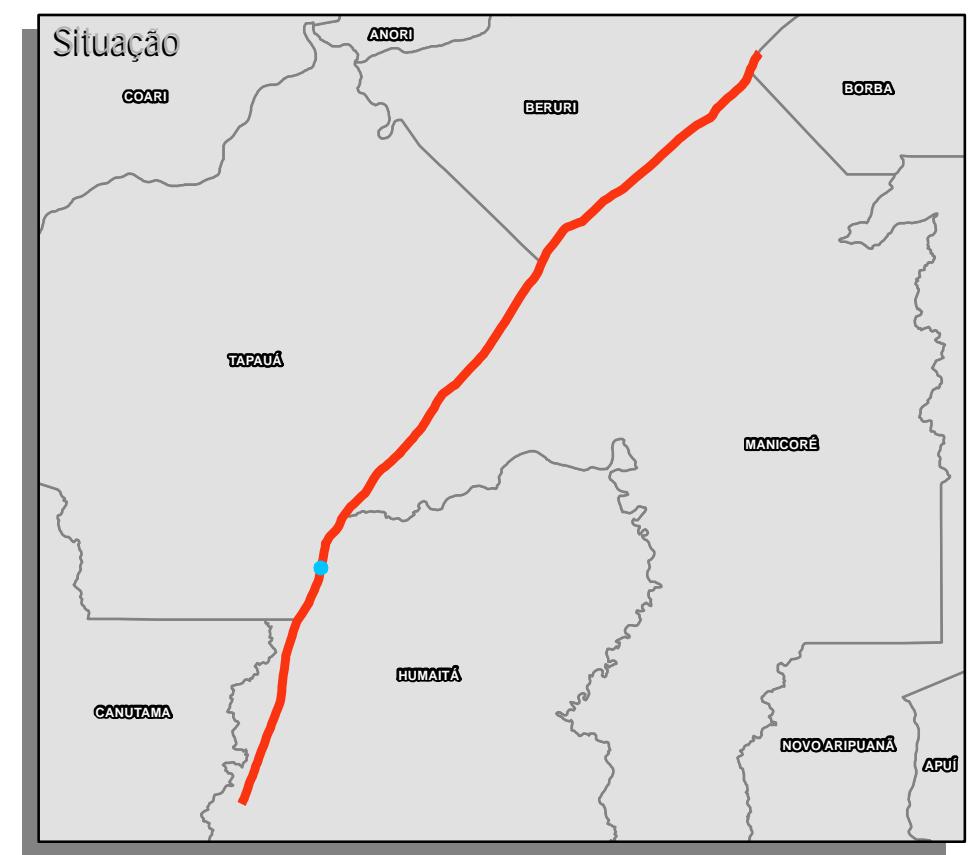 Situação
ANORI
BORBA
COARI
BERURI
TAPAUÁ
MANICORÉ
HUMAITÁ
CANUTAMA
NOVO ARIPUANÃ
APUÍ